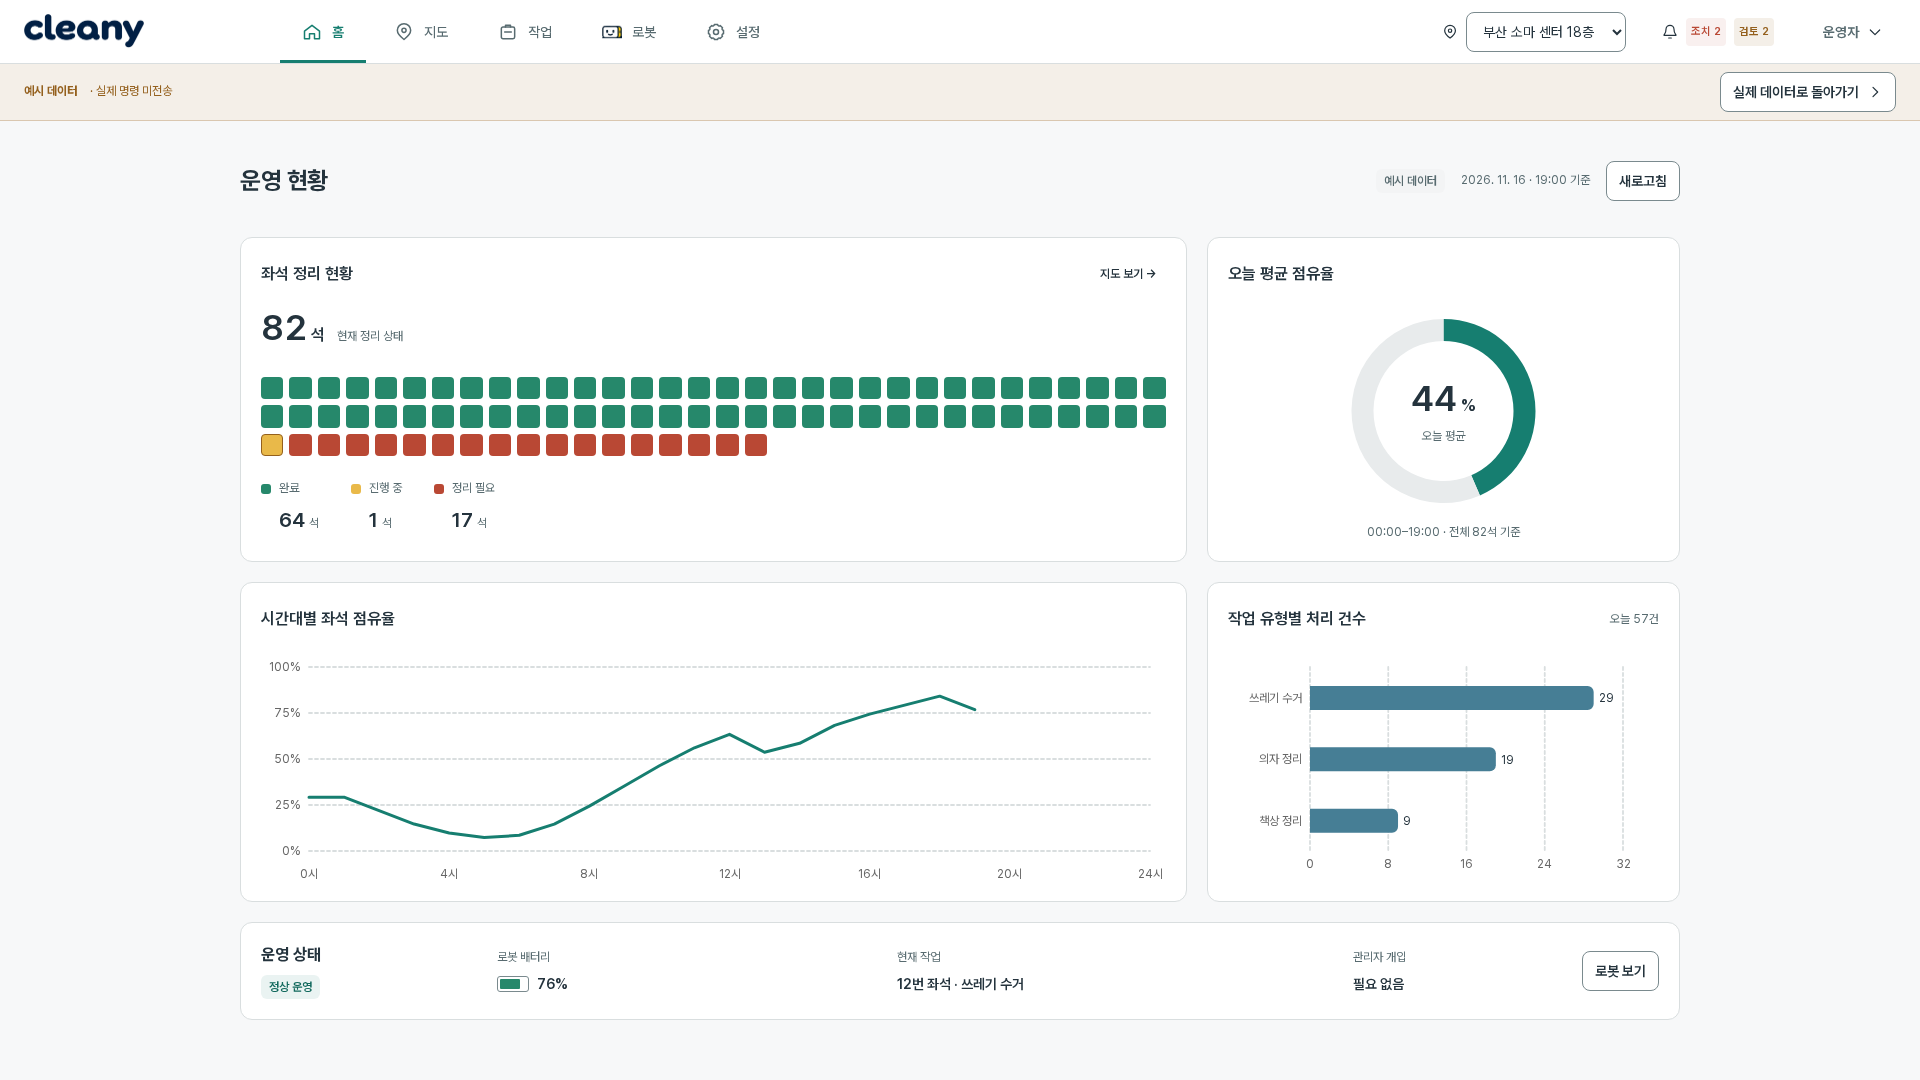 cleany
홈
지도
작업
로봇
설정
부산 소마 센터 18층
조치 2
검토 2
운영자
예시 데이터 · 실제 명령 미전송
실제 데이터로 돌아가기
운영 현황
예시 데이터
2026. 11. 16 · 19:00 기준
새로고침
좌석 정리 현황
지도 보기 →
82 석 현재 정리 상태
완료
진행 중
정리 필요
64 석
1 석
17 석
오늘 평균 점유율
44 %
오늘 평균
00:00–19:00 · 전체 82석 기준
시간대별 좌석 점유율
100%
75%
50%
25%
0%
0시
4시
8시
12시
16시
20시
24시
작업 유형별 처리 건수
오늘 57건
쓰레기 수거
29
의자 정리
19
책상 정리
9
0
8
16
24
32
운영 상태
정상 운영
로봇 배터리
76%
현재 작업
12번 좌석 · 쓰레기 수거
관리자 개입
필요 없음
로봇 보기